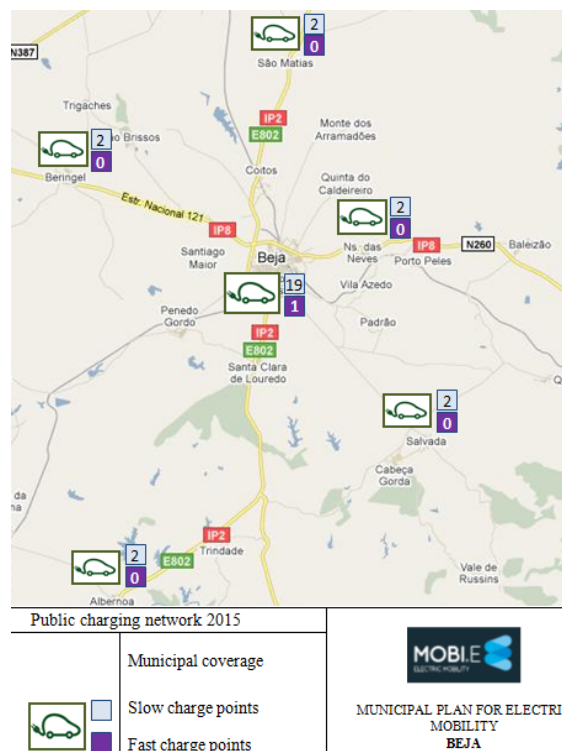 2
0
N387
São Matias
Trigaches
IP2
E802
Monte dos
Arramadões
2
o Brissos
0
Coitos
Beringel
Quinta do
Caldeireiro
Estr. Nacional 121
2
0
IP8
Santiago
Maior
Beja
Ns. das
Neves
IP8
N260
Baleizão
Porto Peles
19
1
Vila Azedo
Penedo
Gordo
IP2
Padrão
E802
Santa Clara
de Louredo
2
0
Salvada
Cabeça
Gorda
da
IP2
2
E802
Trindade
0
Albernoa
Vale de
Russins
Public charging network 2015
Municipal coverage
Slow charge points
Fast charge points
MOBI.E
ELECTRIC MOBILITY
MUNICIPAL PLAN FOR ELECTRI
MOBILITY
BEJA